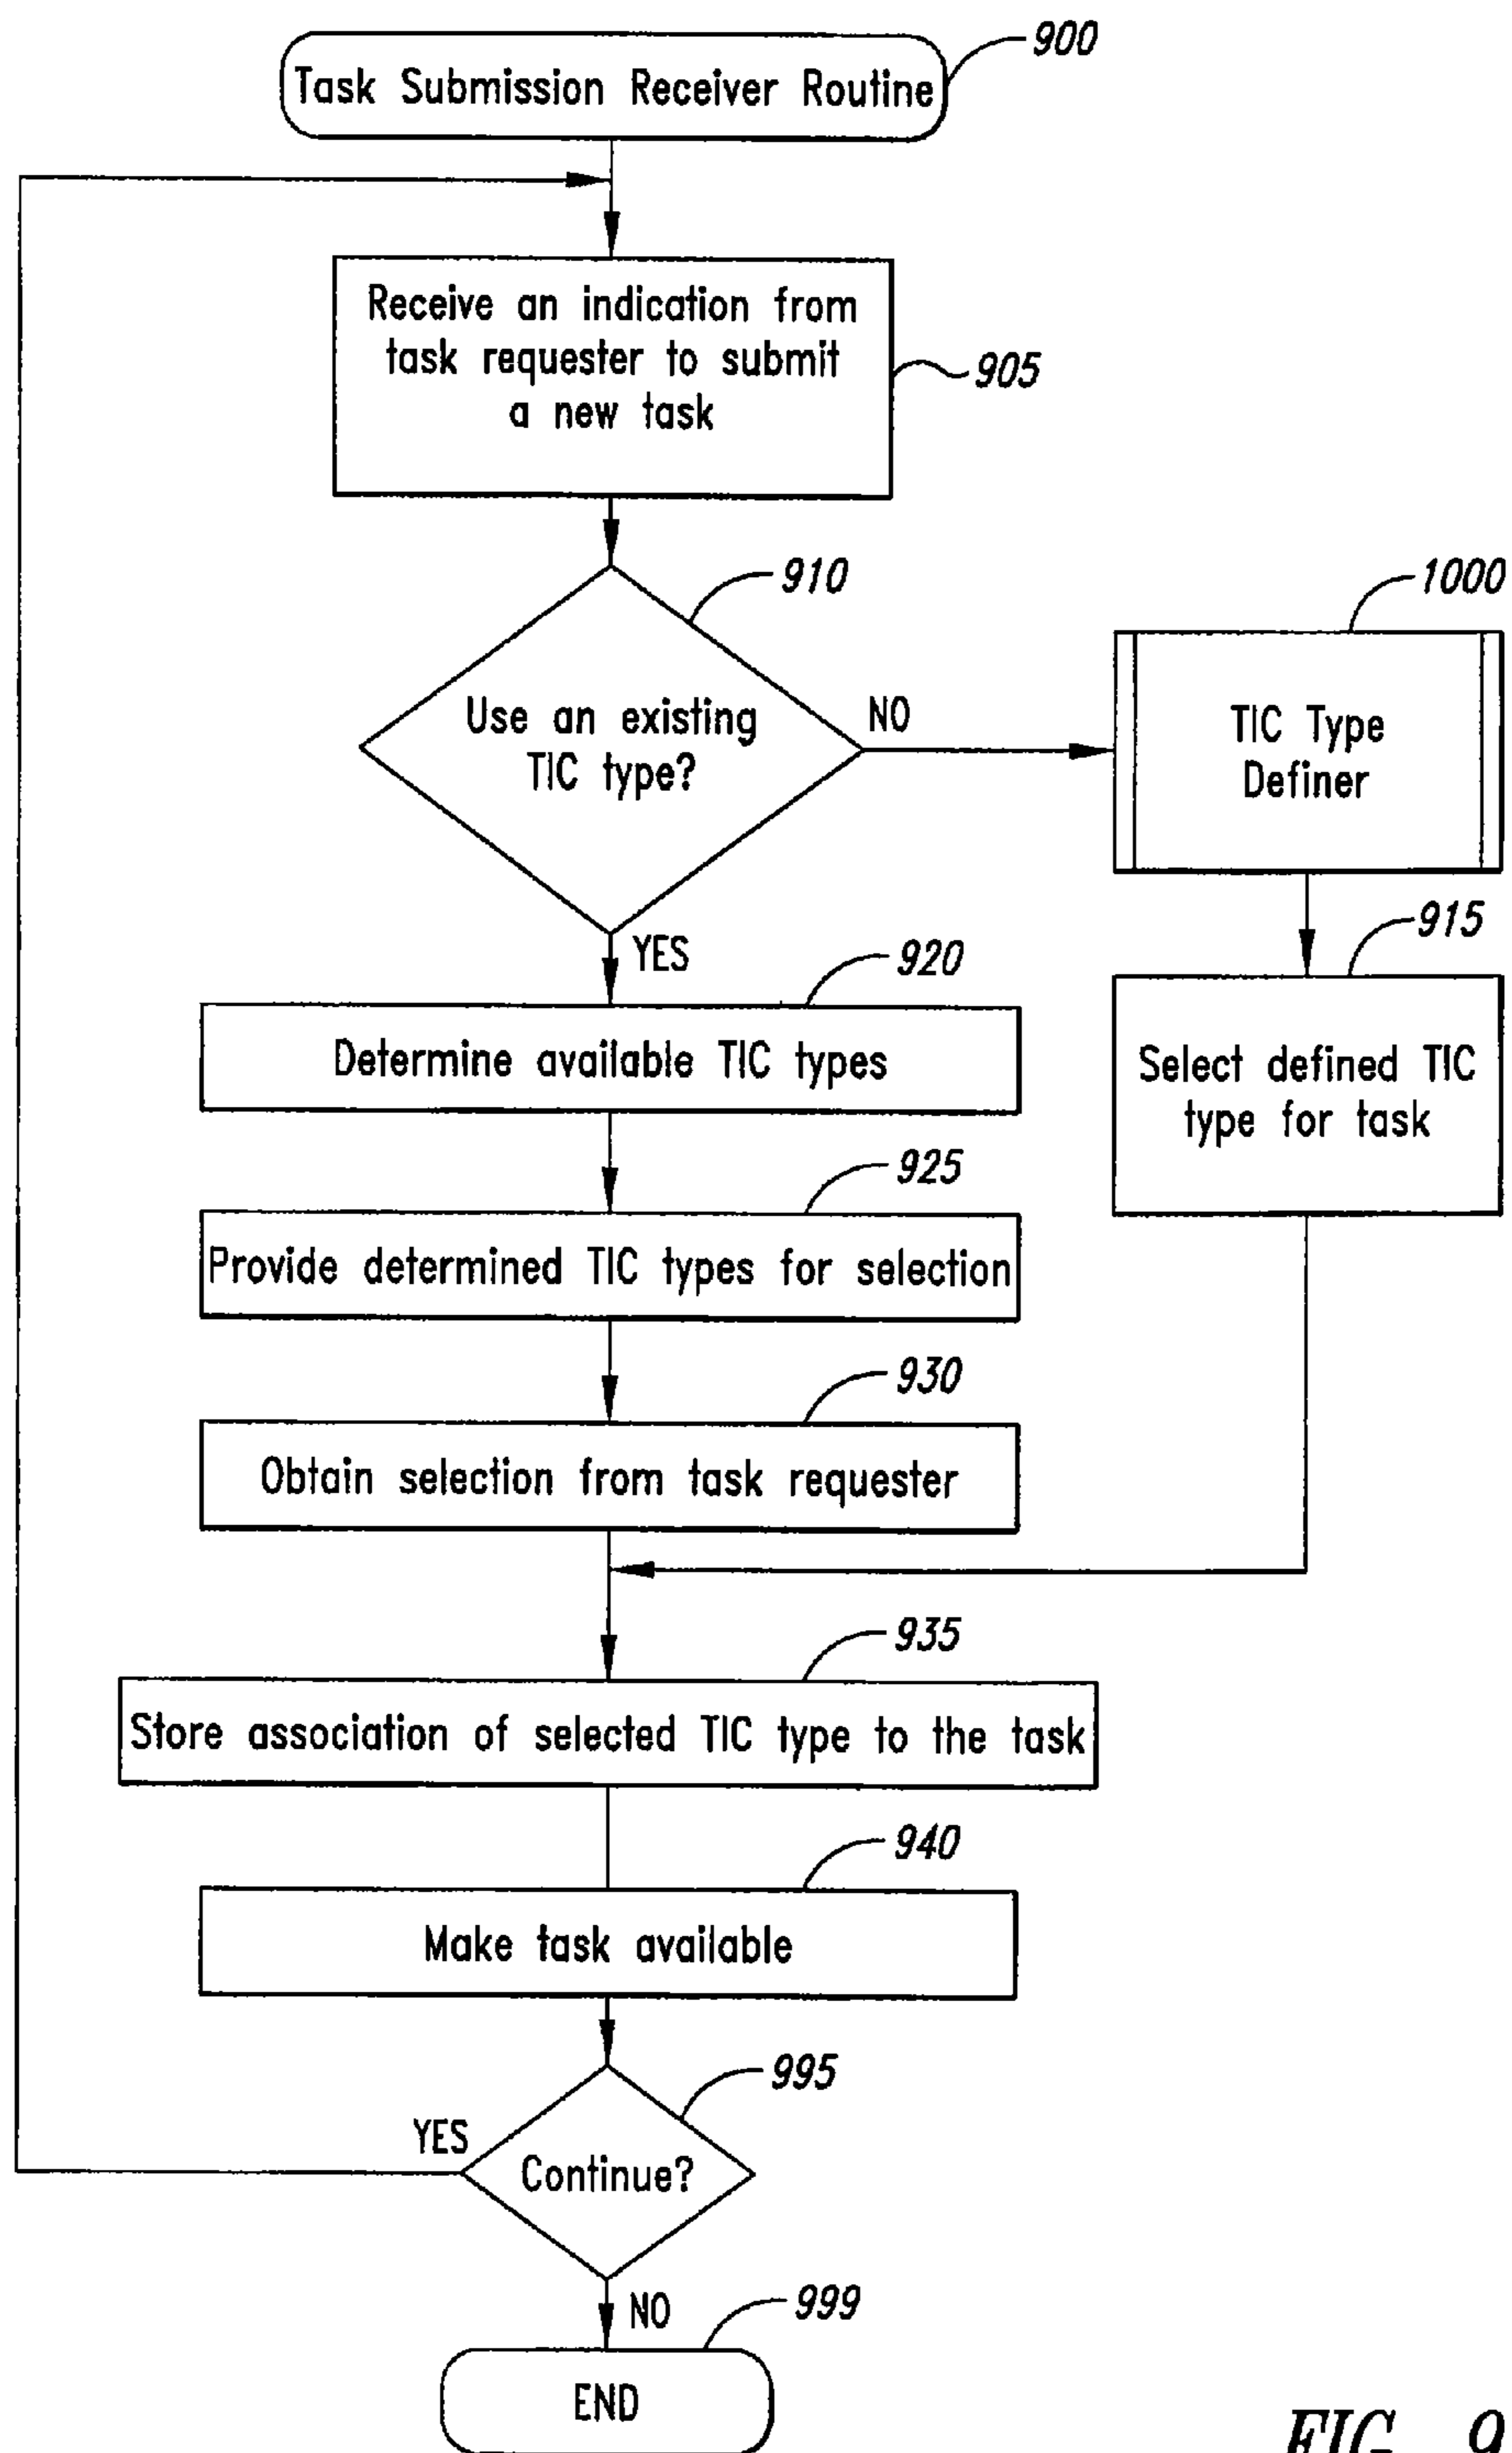 900
Task Submission Receiver Routine
Receive an indication from
task requester to submit
a new task
905
910
Use an existing
TIC type?
NO
1000
TIC Type
Definer
YES
920
Determine available TIC types
915
Select defined TIC
type for task
925
Provide determined TIC types for selection
930
Obtain selection from task requester
935
Store association of selected TIC type to the task
940
Make task available
995
YES
Continue?
NO
999
END
FIG. 9